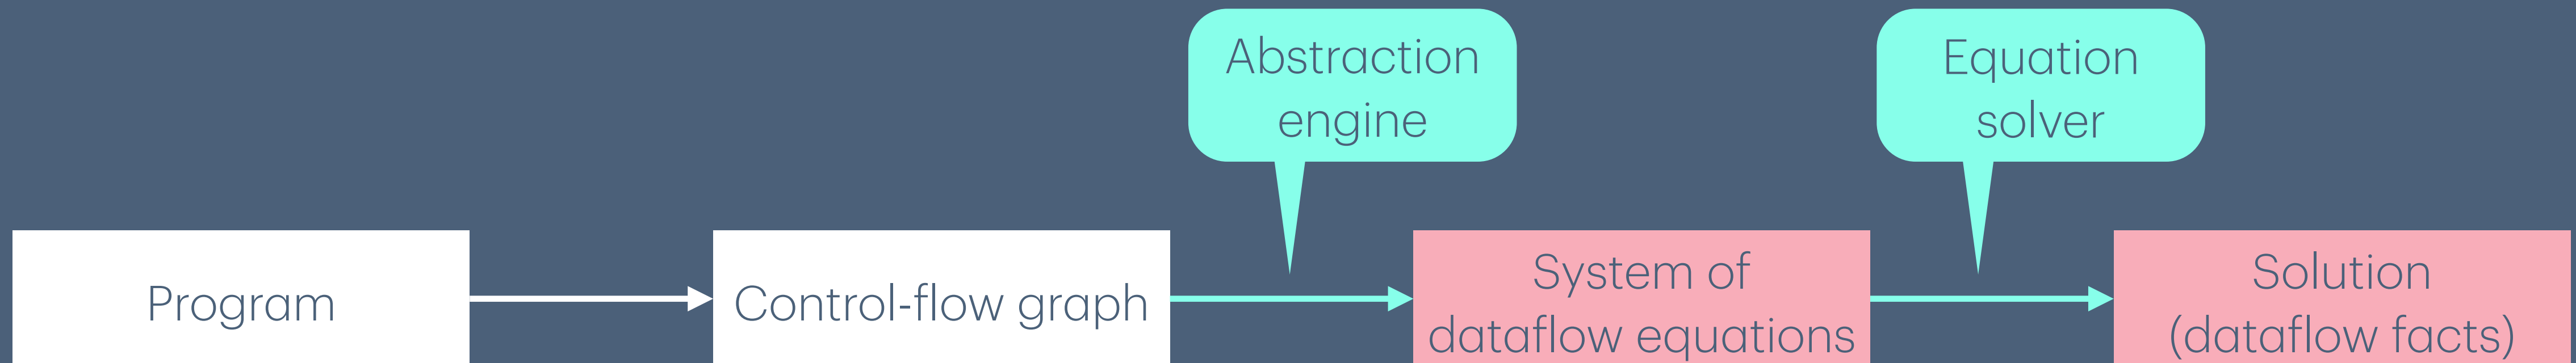 Abstraction
engine
Equation
solver
Program
Control-flow graph
System of
dataflow equations
Solution
(dataflow facts)